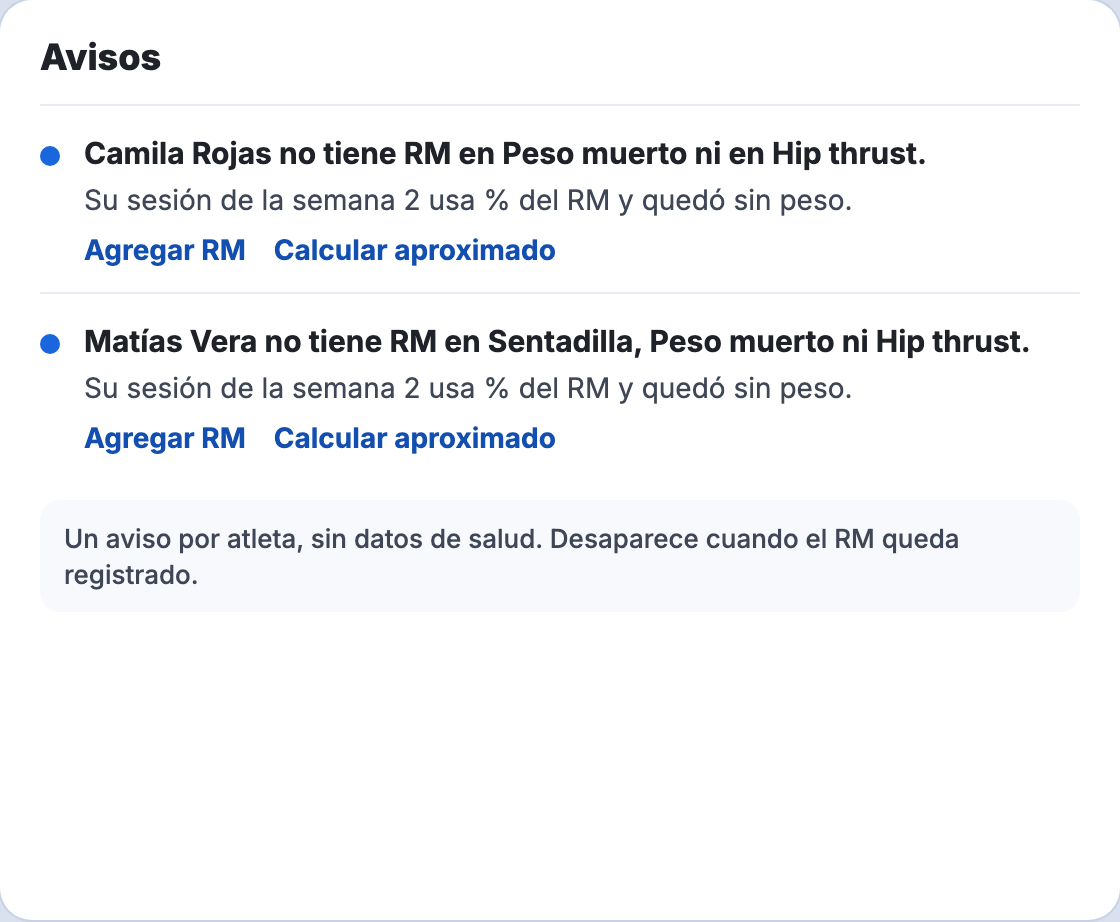 Avisos
Camila Rojas no tiene RM en Peso muerto ni en Hip thrust.
Su sesión de la semana 2 usa % del RM y quedó sin peso.
Agregar RM Calcular aproximado
Matías Vera no tiene RM en Sentadilla, Peso muerto ni Hip thrust.
Su sesión de la semana 2 usa % del RM y quedó sin peso.
Agregar RM Calcular aproximado
Un aviso por atleta, sin datos de salud. Desaparece cuando el RM queda
registrado.